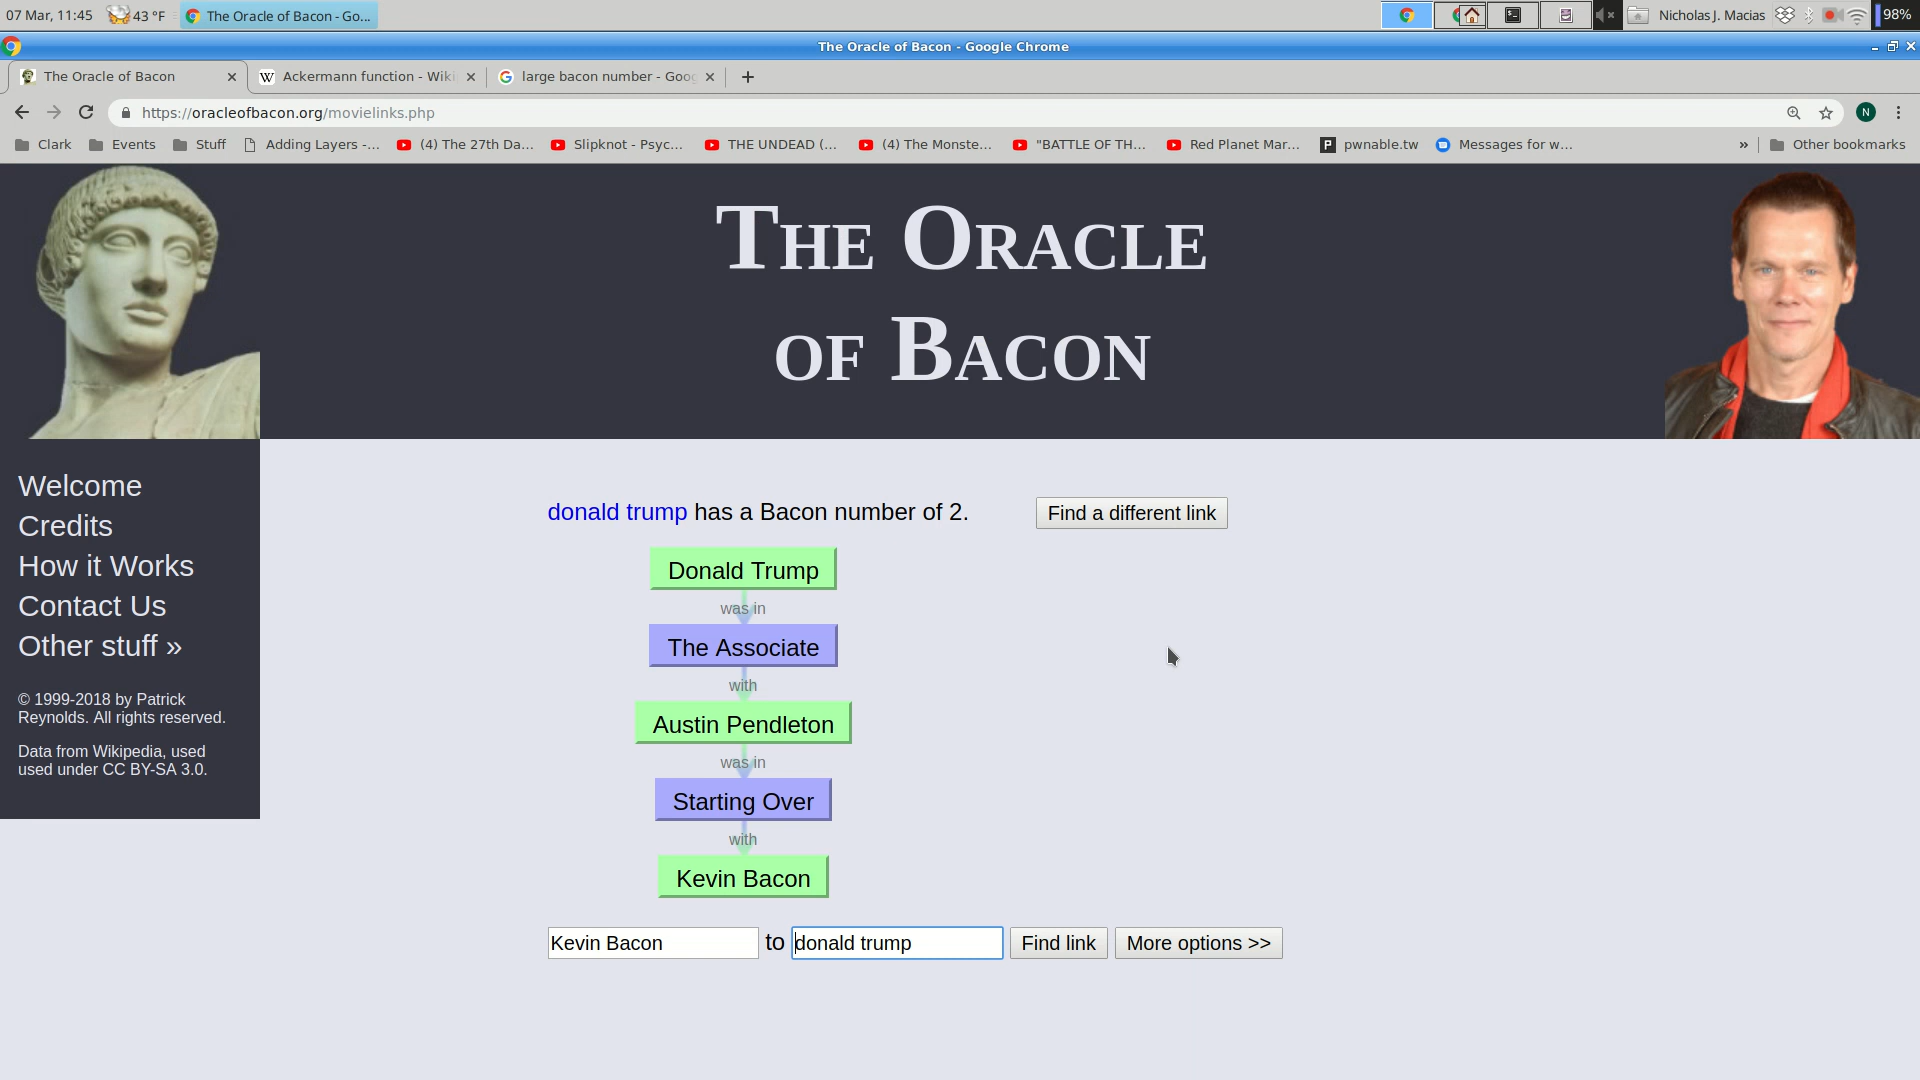 07 Mar, 11:45 43 °F The Oracle of Bacon - Go... Nicholas J. Macias 98%
The Oracle of Bacon - Google Chrome
The Oracle of Bacon Ackermann function - Wiki large bacon number - Goog
https://oracleofbacon.org/movielinks.php N
Clark Events Stuff Adding Layers -... (4) The 27th Da... Slipknot - Psyc... THE UNDEAD (... (4) The Monste... "BATTLE OF TH... Red Planet Mar... P pwnable.tw Messages for w... » Other bookmarks
THE ORACLE
OF BACON
Welcome
Credits
How it Works
Contact Us
Other stuff »
© 1999-2018 by Patrick
Reynolds. All rights reserved.
Data from Wikipedia, used
used under CC BY-SA 3.0.
donald trump has a Bacon number of 2. Find a different link
Donald Trump
was in
The Associate
with
Austin Pendleton
was in
Starting Over
with
Kevin Bacon
Kevin Bacon to donald trump Find link More options >>